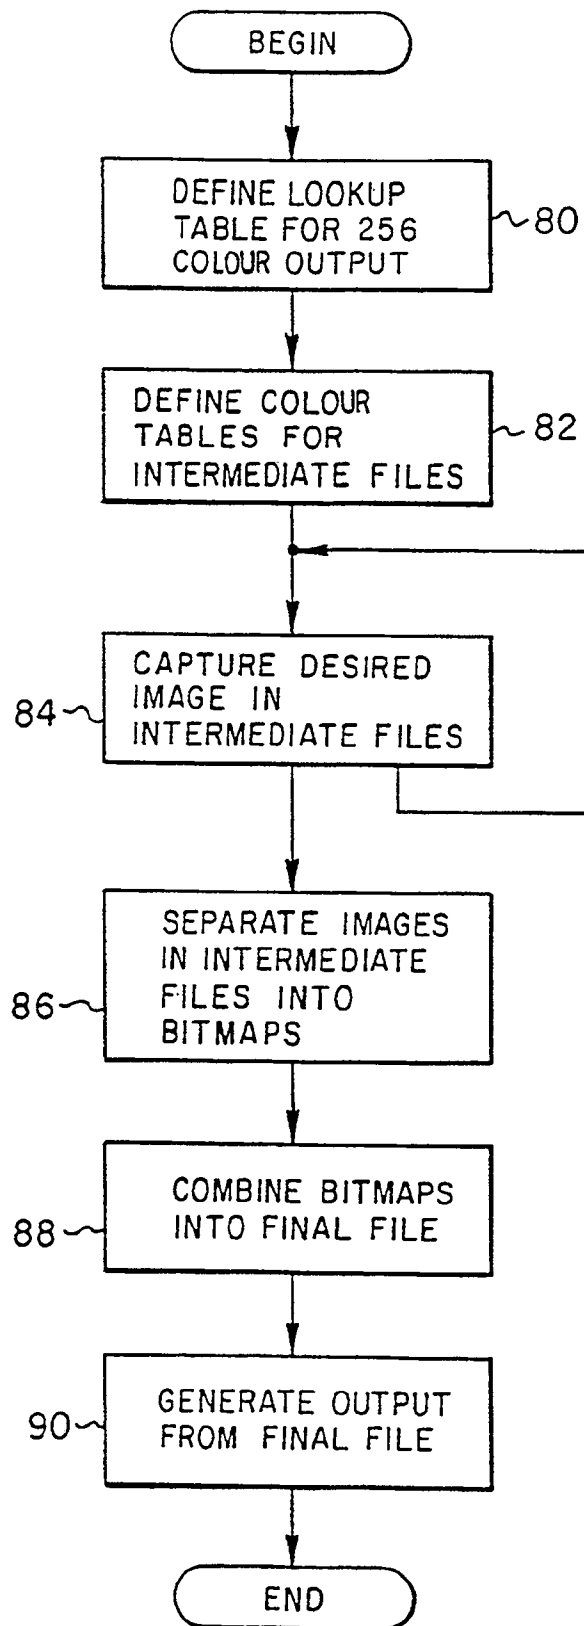 BEGIN
DEFINE LOOKUP
TABLE FOR 256
COLOUR OUTPUT
80
DEFINE COLOUR
TABLES FOR
INTERMEDIATE FILES
82
CAPTURE DESIRED
IMAGE IN
INTERMEDIATE FILES
84
SEPARATE IMAGES
IN INTERMEDIATE
FILES INTO
BITMAPS
86
COMBINE BITMAPS
INTO FINAL FILE
88
GENERATE OUTPUT
FROM FINAL FILE
90
END